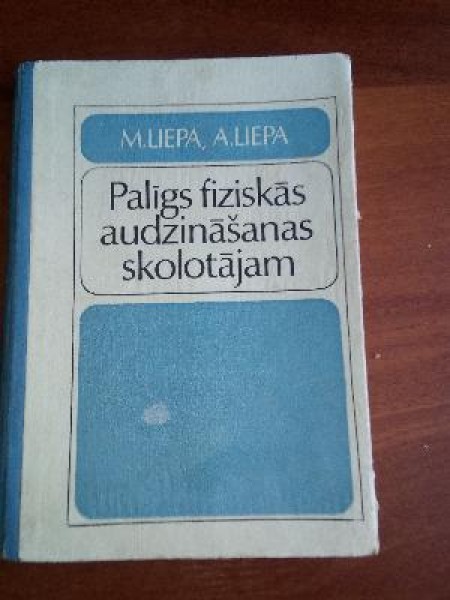 M.LIEPA, A.LIEPA
Palīgs fiziskās
audzināšanas
skolotājam